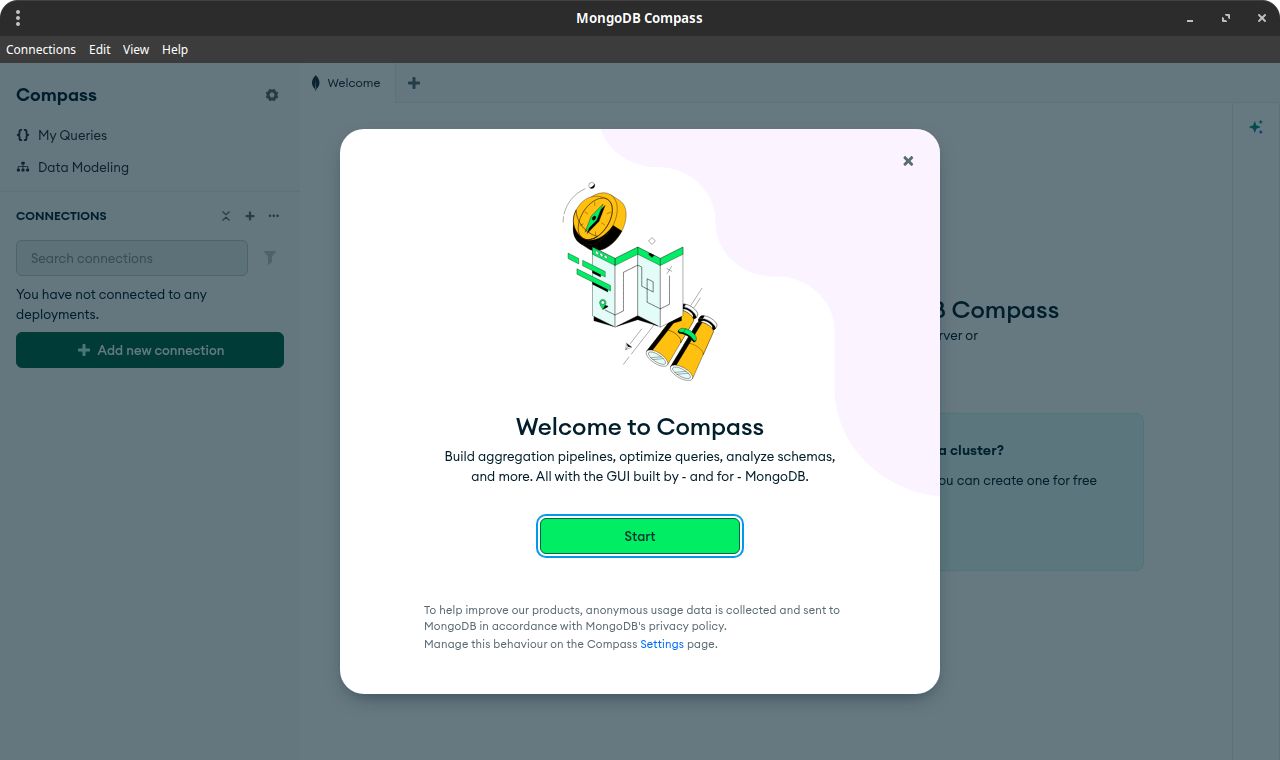 MongoDB Compass
Connections Edit View Help
Compass
My Queries
Data Modeling
CONNECTIONS
Search connections
You have not connected to any
deployments.
Add new connection
Welcome
Compass
or
a cluster?
can create one for free
Welcome to Compass
Build aggregation pipelines, optimize queries, analyze schemas,
and more. All with the GUI built by - and for - MongoDB.
Start
To help improve our products, anonymous usage data is collected and sent to
MongoDB in accordance with MongoDB's privacy policy.
Manage this behaviour on the Compass Settings page.